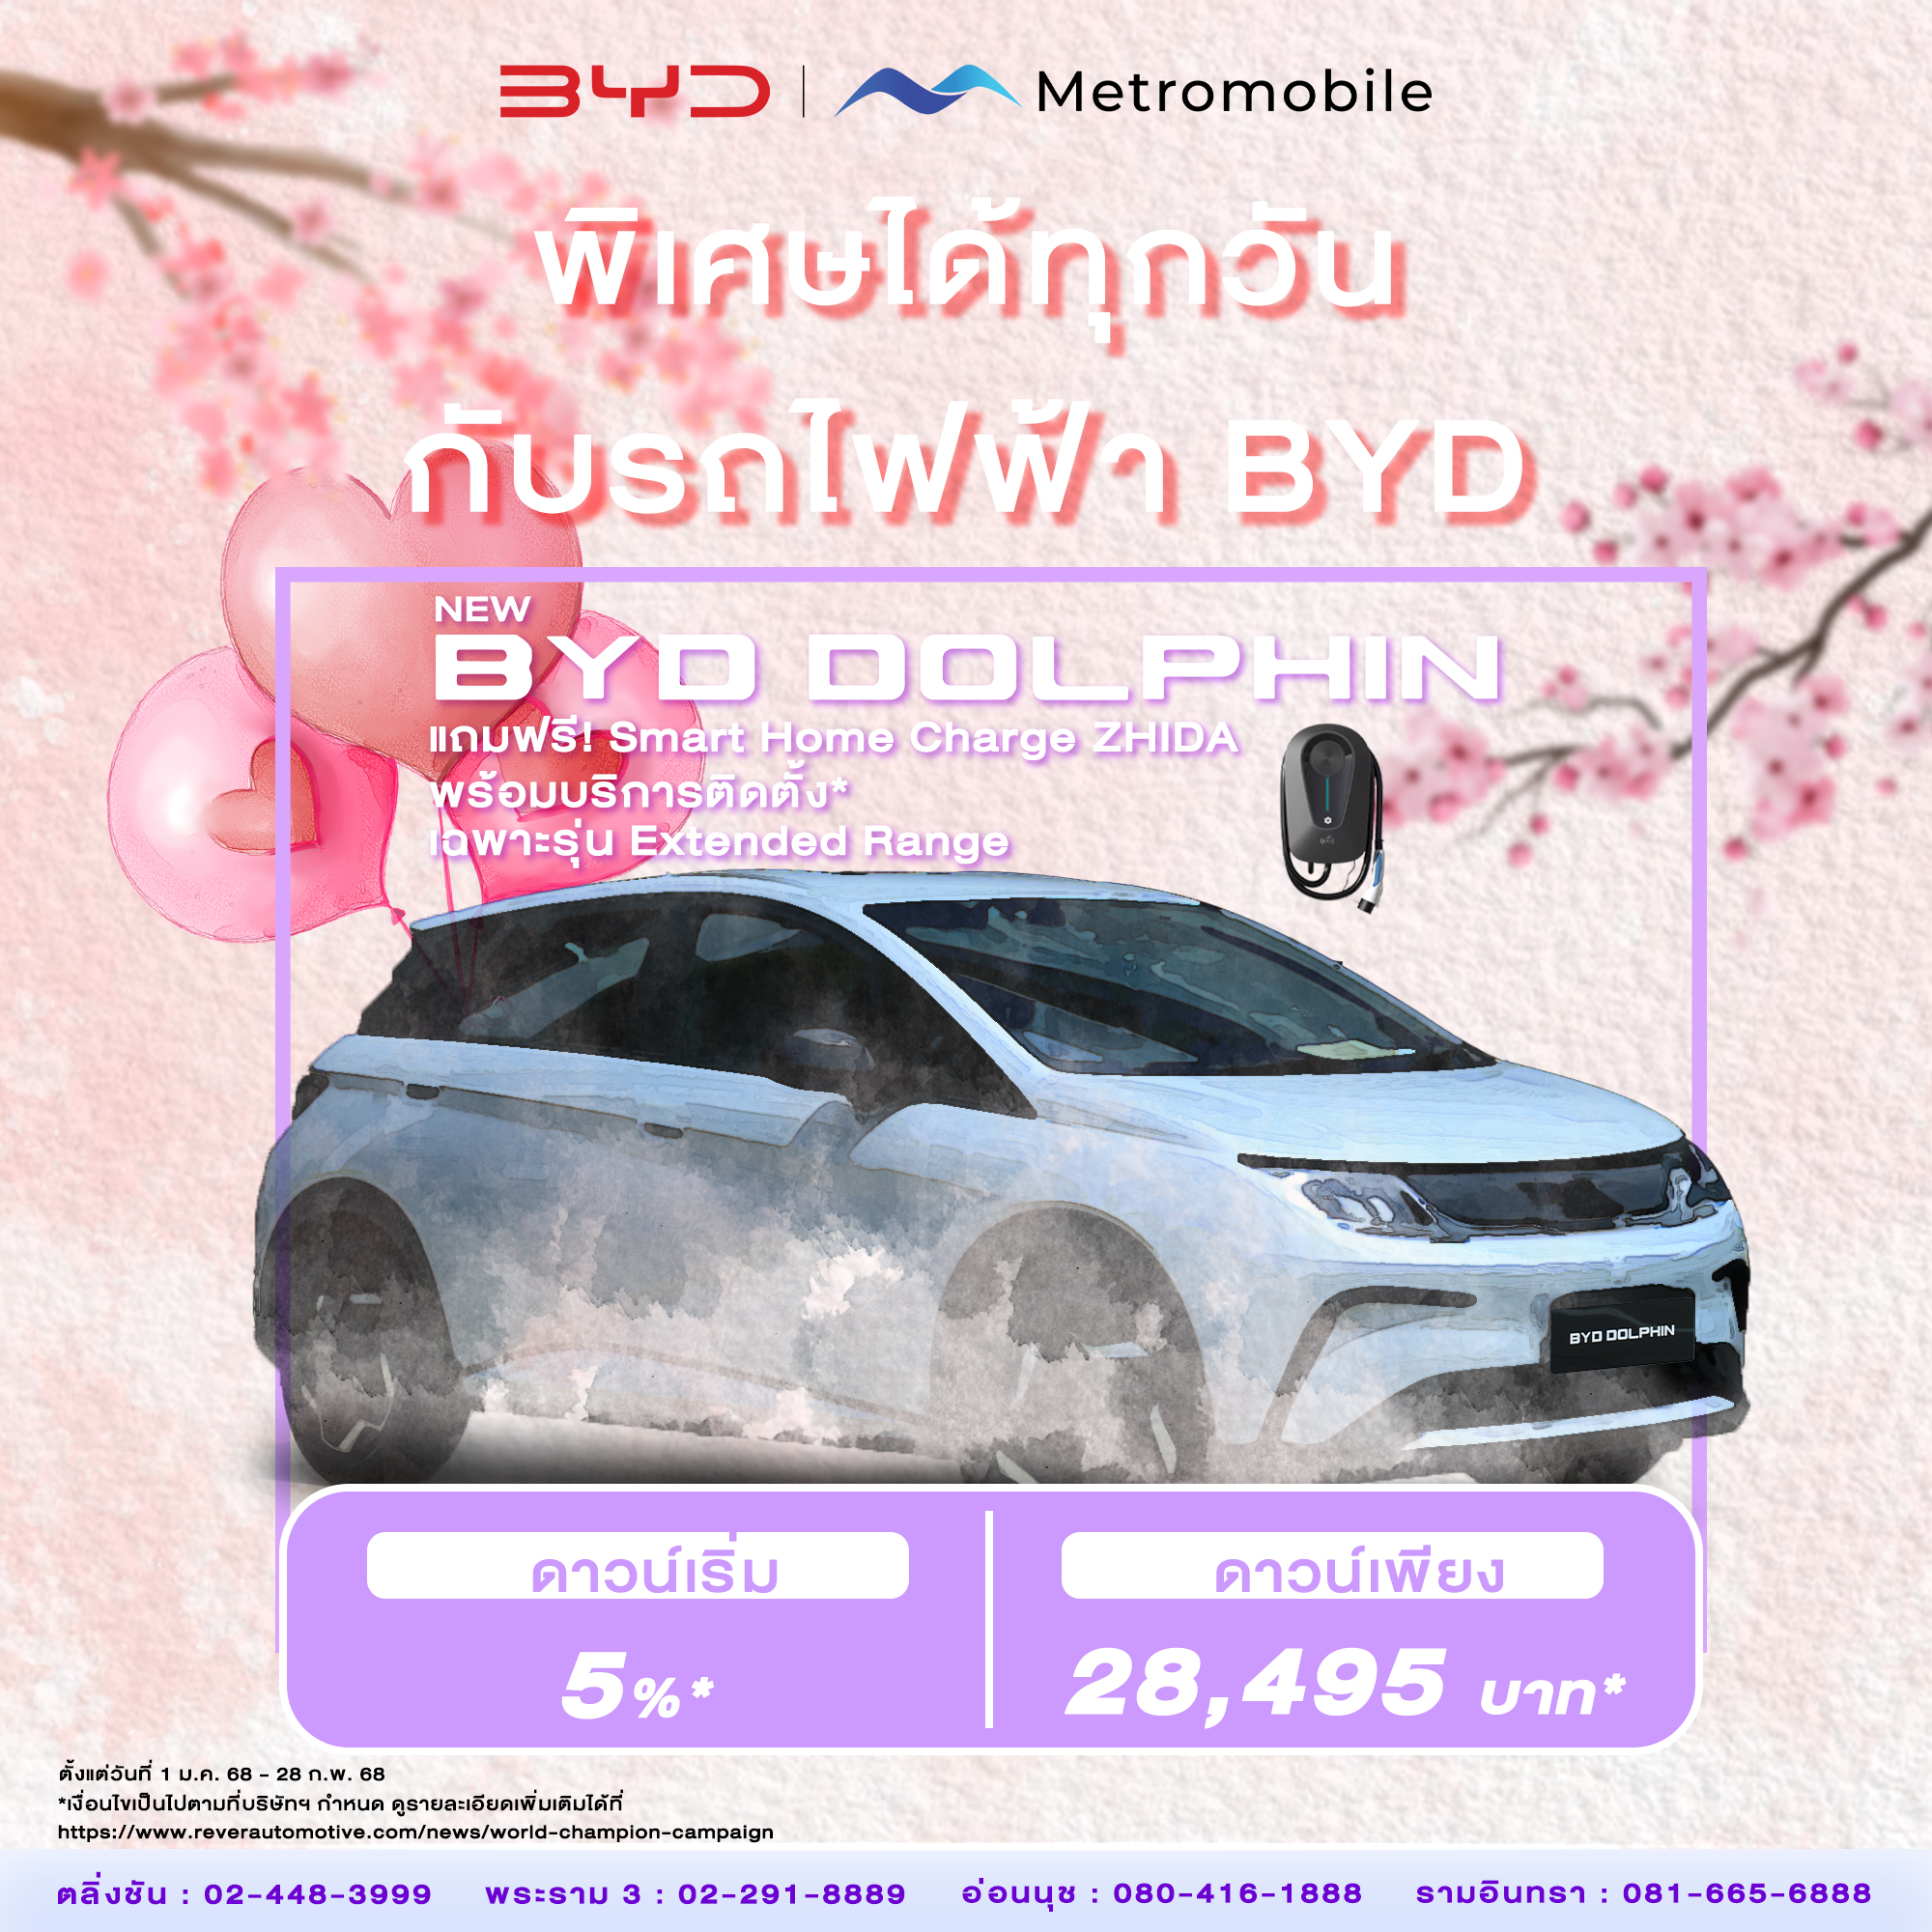 BYD | Metromobile
พิเศษได้ทุกวัน
กับรถไฟฟ้า BYD
NEW
BYD DOLPHIN
แถมฟรี! Smart Home Charge ZHIDA
พร้อมบริการติดตั้ง*
เฉพาะรุ่น Extended Range
BYD DOLPHIN
ดาวน์เริ่ม
5%*
ดาวน์เพียง
28,495 บาท*
ตั้งแต่วันที่ 1 ม.ค. 68 - 28 ก.พ. 68
*เงื่อนไขเป็นไปตามที่บริษัทฯ กำหนด ดูรายละเอียดเพิ่มเติมได้ที่
https://www.reverautomotive.com/news/world-champion-campaign
ตลิ่งชัน : 02-448-3999 พระราม 3 : 02-291-8889 อ่อนนุช : 080-416-1888 รามอินทรา : 081-665-6888